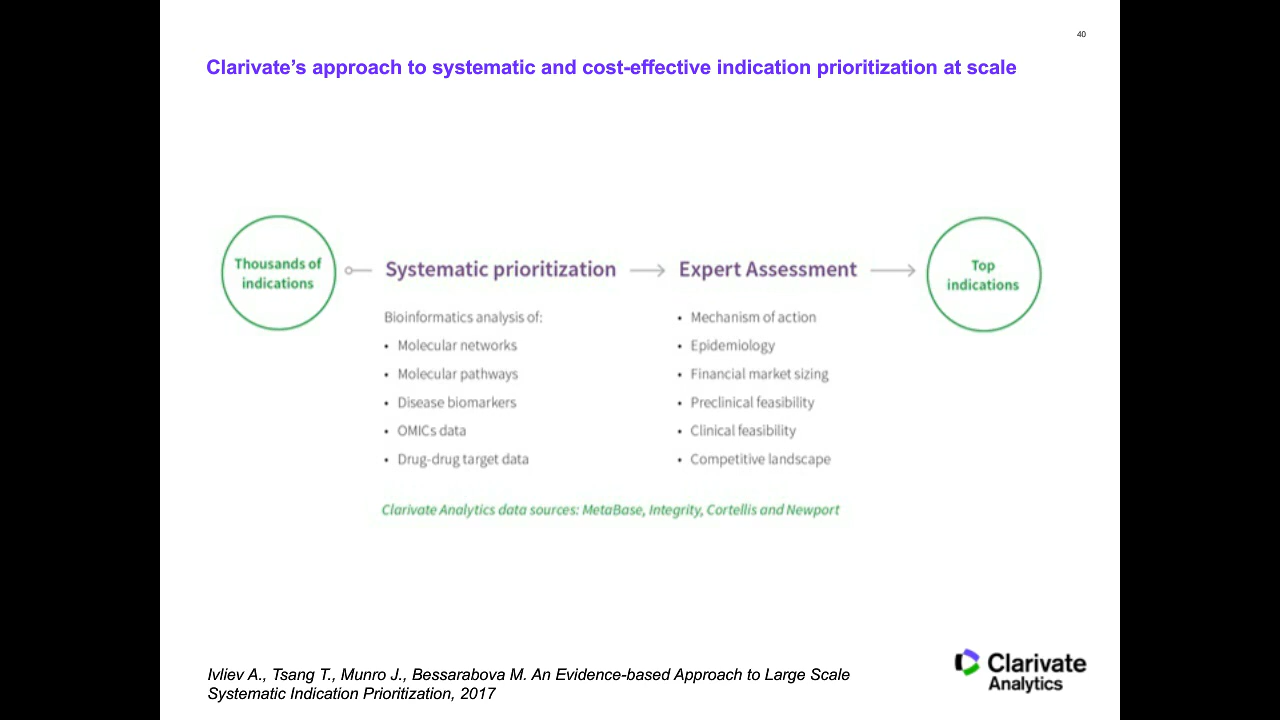 40
Clarivate’s approach to systematic and cost-effective indication prioritization at scale
Thousands of
indications
Systematic prioritization
Bioinformatics analysis of:
• Molecular networks
• Molecular pathways
• Disease biomarkers
• OMICs data
• Drug-drug target data
Expert Assessment
• Mechanism of action
• Epidemiology
• Financial market sizing
• Preclinical feasibility
• Clinical feasibility
• Competitive landscape
Top
indications
Clarivate Analytics data sources: MetaBase, Integrity, Cortellis and Newport
Ivliev A., Tsang T., Munro J., Bessarabova M. An Evidence-based Approach to Large Scale
Systematic Indication Prioritization, 2017
Clarivate
Analytics